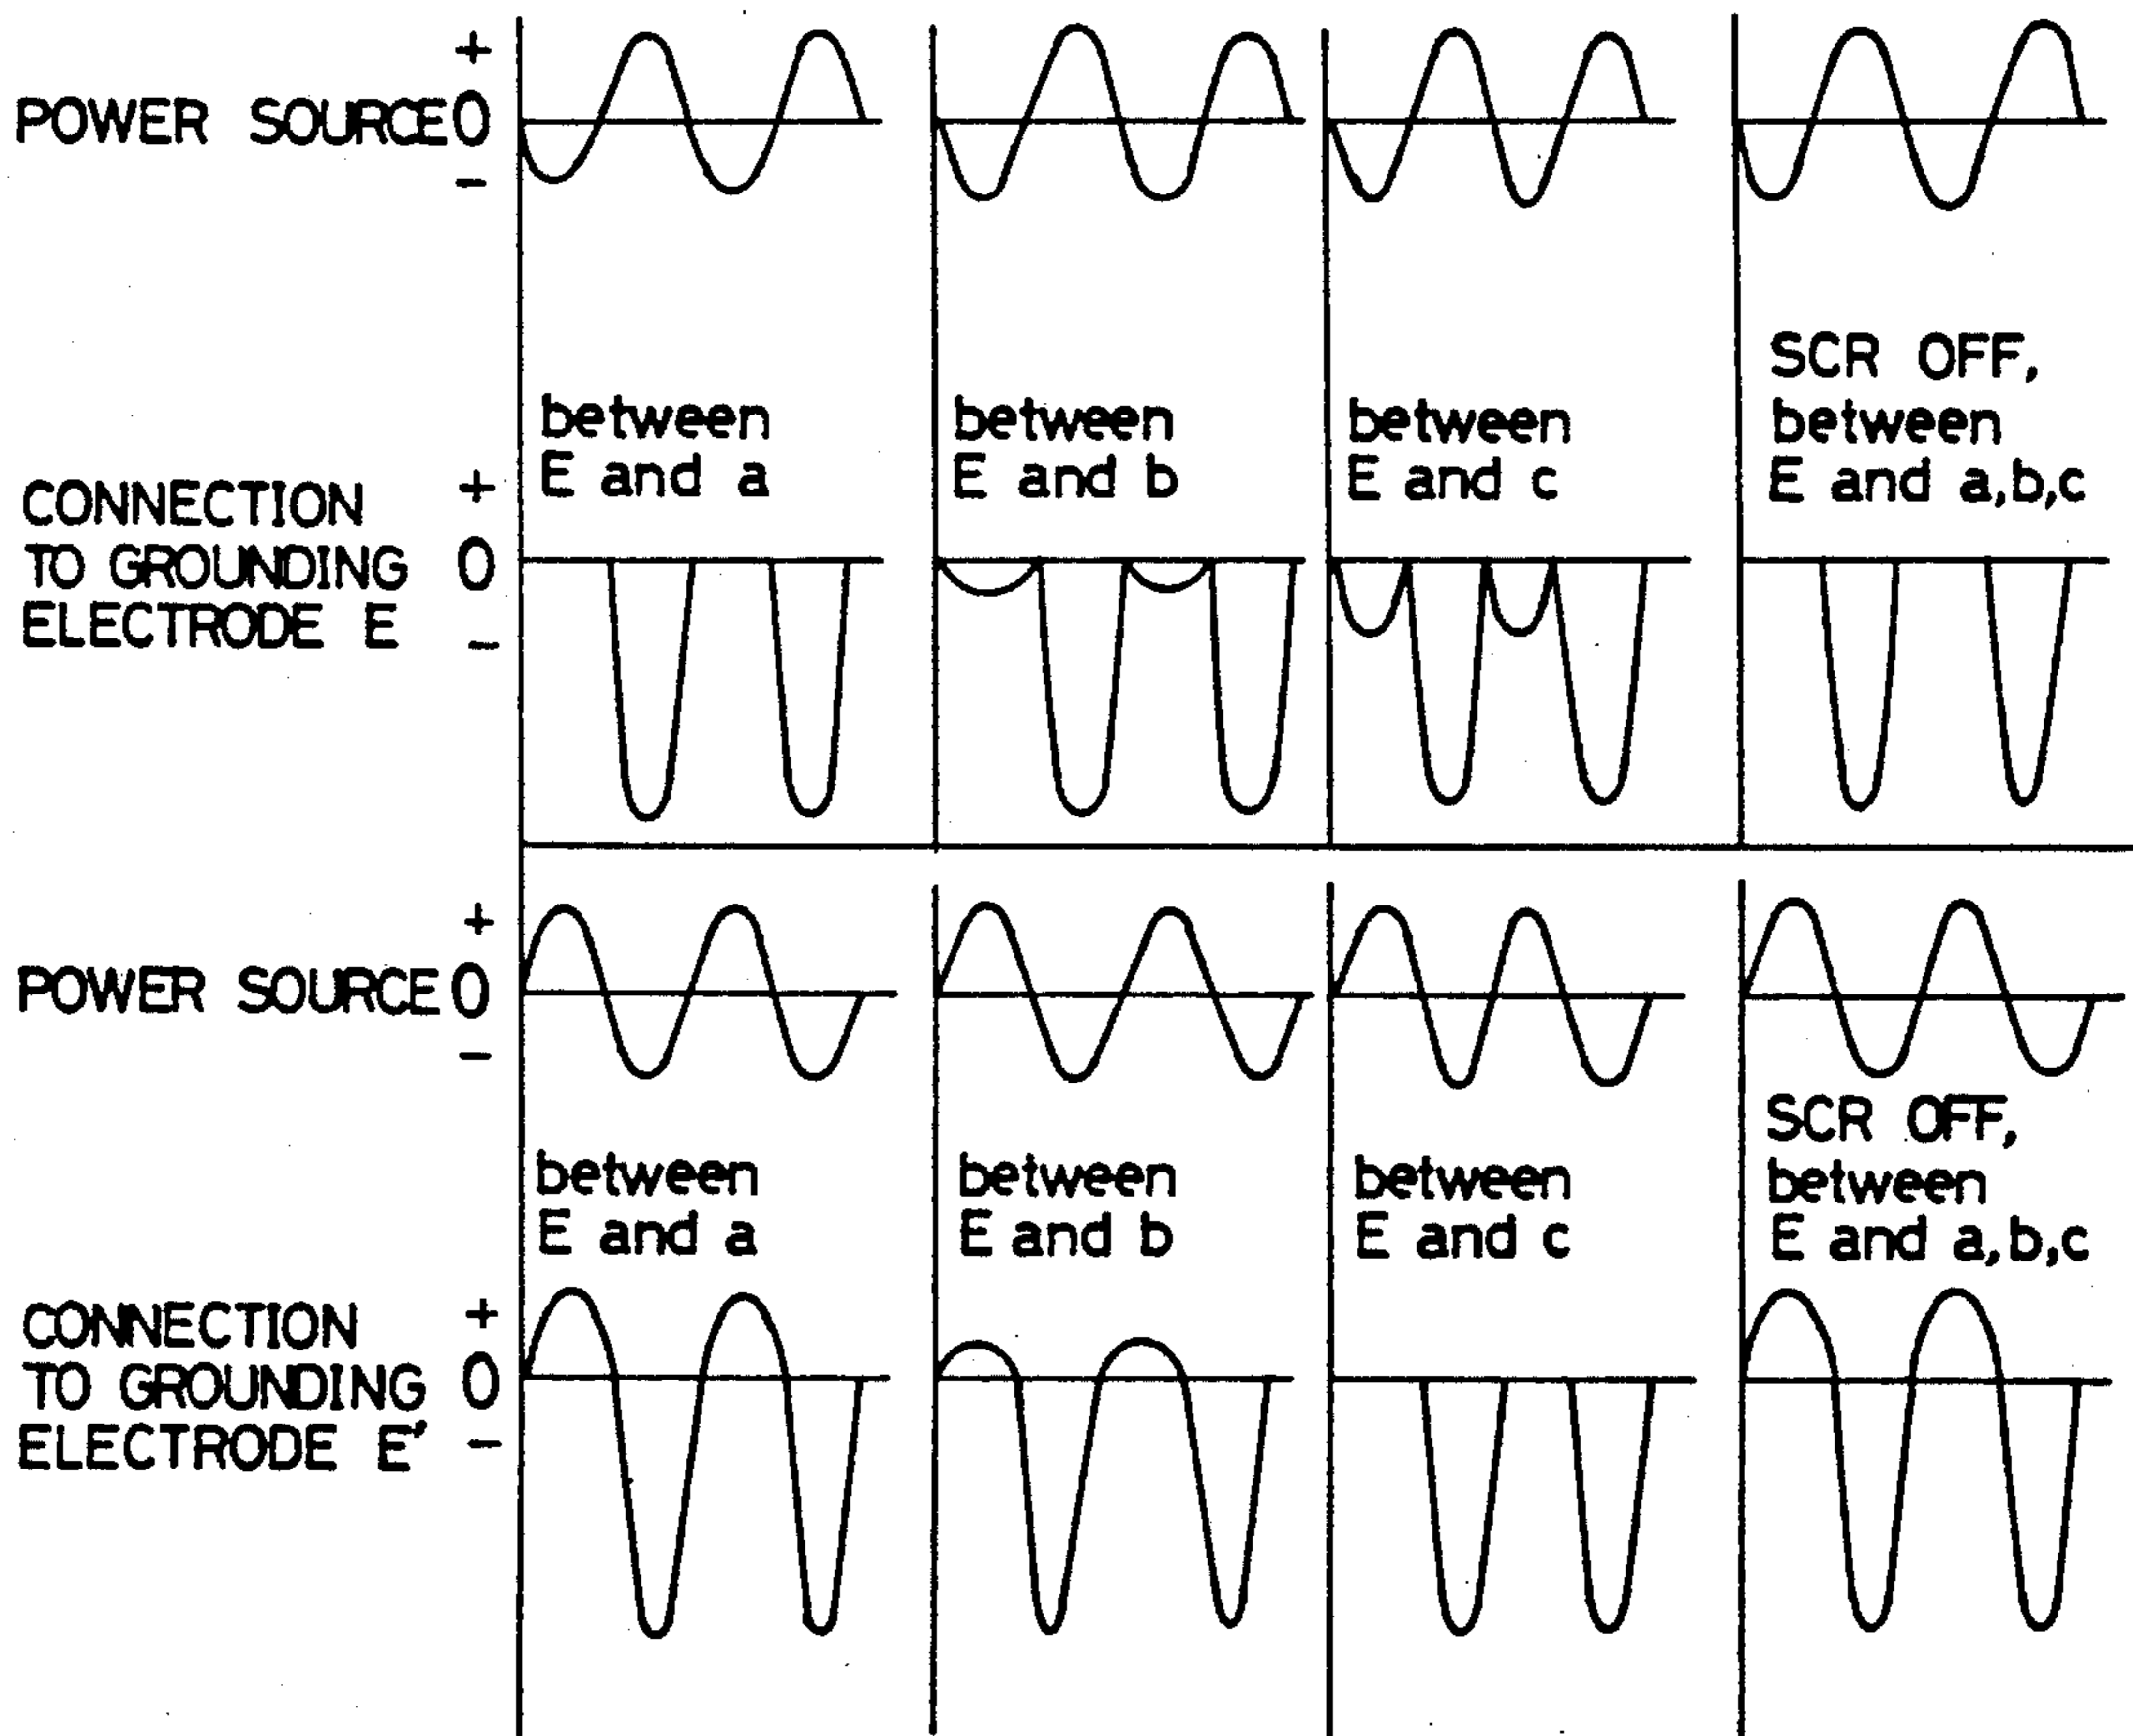 +
POWER SOURCE 0
-
between
E and a
between
E and b
between
E and c
SCR OFF,
between
E and a,b,c
+
CONNECTION
TO GROUNDING 0
ELECTRODE E
-
+
POWER SOURCE 0
-
between
E and a
between
E and b
between
E and c
SCR OFF,
between
E and a,b,c
+
CONNECTION
TO GROUNDING 0
ELECTRODE E'
-